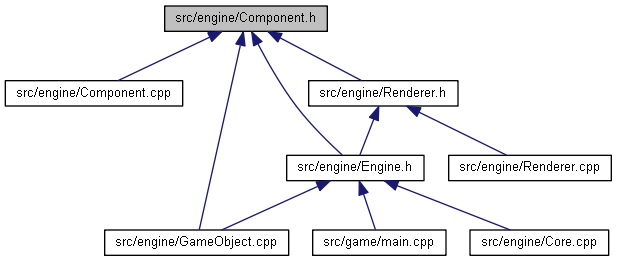 src/engine/Component.h
src/engine/Component.cpp
src/engine/Renderer.h
src/engine/Engine.h
src/engine/Renderer.cpp
src/engine/GameObject.cpp
src/game/main.cpp
src/engine/Core.cpp